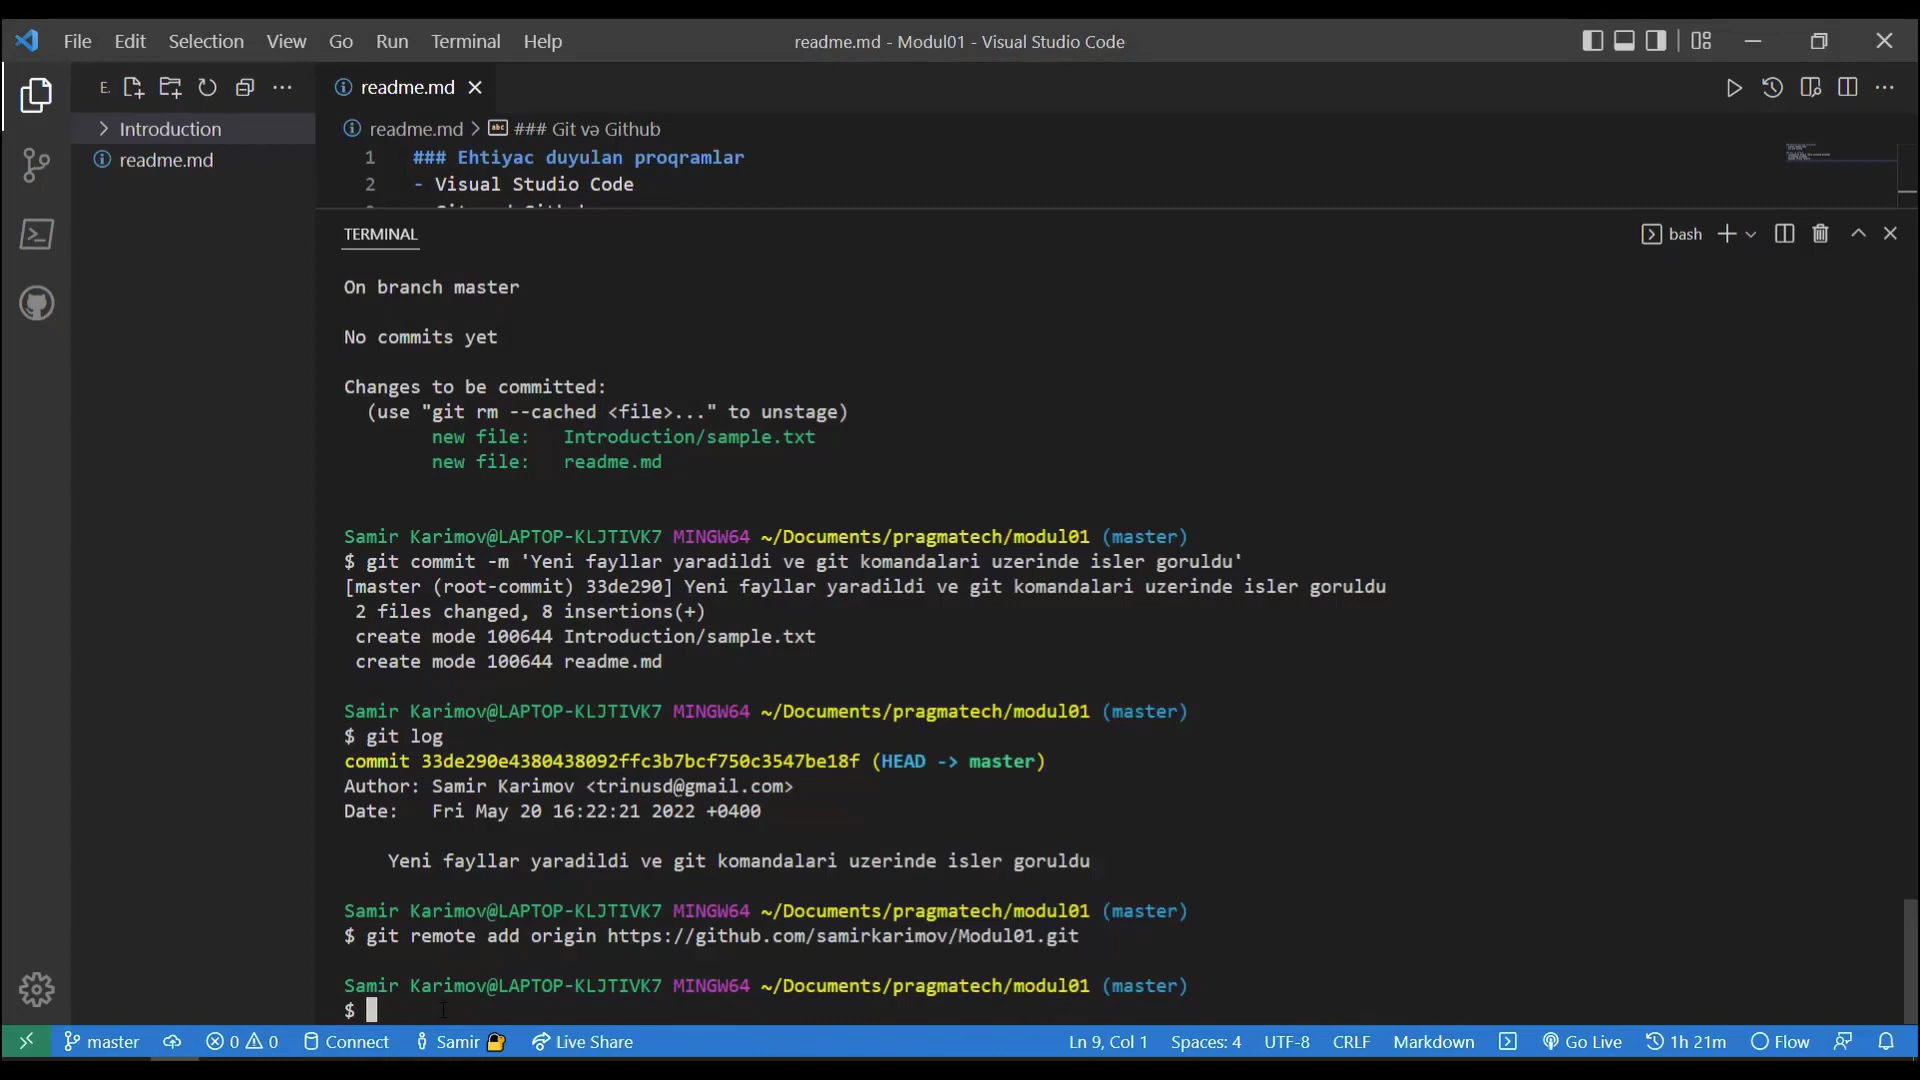 File Edit Selection View Go Run Terminal Help readme.md - Modul01 - Visual Studio Code
E. readme.md
Introduction
readme.md
readme.md > ### Git və Github
1 ### Ehtiyac duyulan proqramlar
2 - Visual Studio Code
TERMINAL
bash
On branch master
No commits yet
Changes to be committed:
(use "git rm --cached <file>..." to unstage)
new file: Introduction/sample.txt
new file: readme.md
Samir Karimov@LAPTOP-KLJTIVK7 MINGW64 ~/Documents/pragmatech/modul01 (master)
$ git commit -m 'Yeni fayllar yaradildi ve git komandalari uzerinde isler goruldu'
[master (root-commit) 33de290] Yeni fayllar yaradildi ve git komandalari uzerinde isler goruldu
2 files changed, 8 insertions(+)
create mode 100644 Introduction/sample.txt
create mode 100644 readme.md
Samir Karimov@LAPTOP-KLJTIVK7 MINGW64 ~/Documents/pragmatech/modul01 (master)
$ git log
commit 33de290e4380438092ffc3b7bcf750c3547be18f (HEAD -> master)
Author: Samir Karimov <trinusd@gmail.com>
Date: Fri May 20 16:22:21 2022 +0400
Yeni fayllar yaradildi ve git komandalari uzerinde isler goruldu
Samir Karimov@LAPTOP-KLJTIVK7 MINGW64 ~/Documents/pragmatech/modul01 (master)
$ git remote add origin https://github.com/samirkarimov/Modul01.git
Samir Karimov@LAPTOP-KLJTIVK7 MINGW64 ~/Documents/pragmatech/modul01 (master)
$
master 0 0 Connect Samir Live Share Ln 9, Col 1 Spaces: 4 UTF-8 CRLF Markdown Go Live 1h 21m Flow